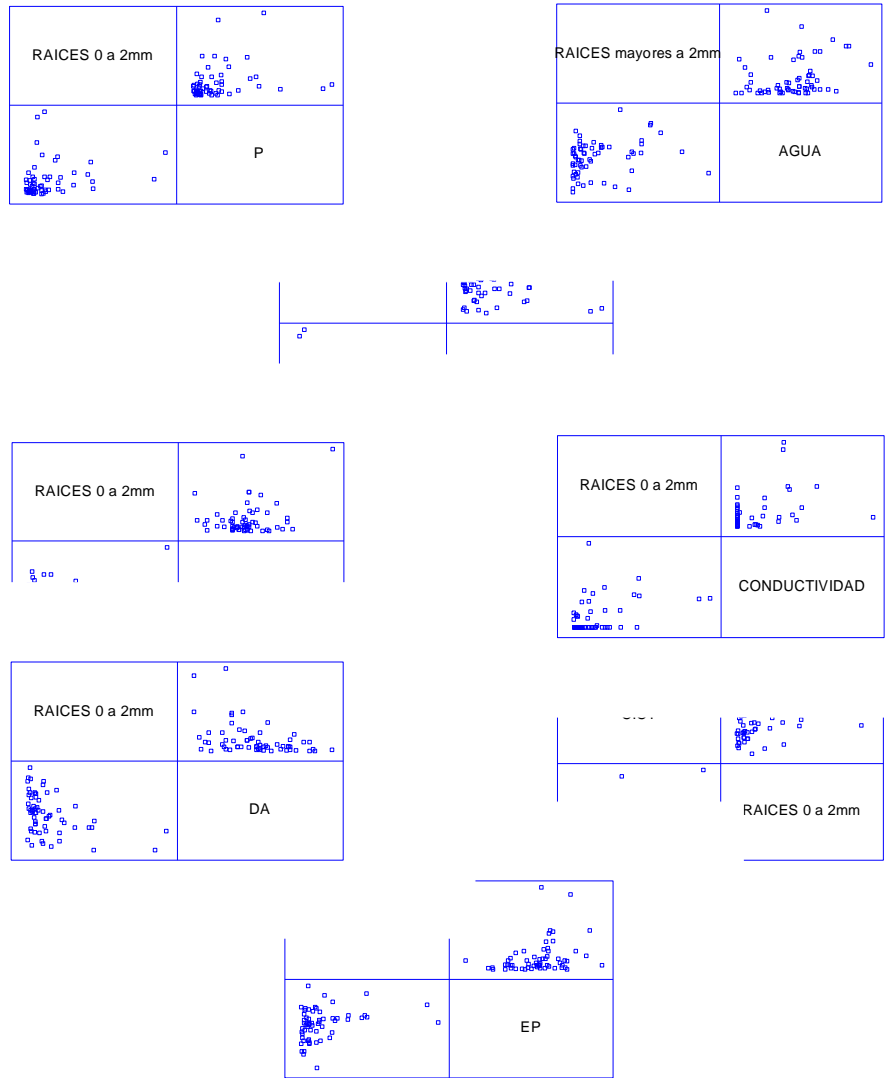 RAICES 0 a 2mm
P
RAICES mayores a 2mm
AGUA
RAICES 0 a 2mm
RAICES 0 a 2mm
CONDUCTIVIDAD
RAICES 0 a 2mm
DA
RAICES 0 a 2mm
EP